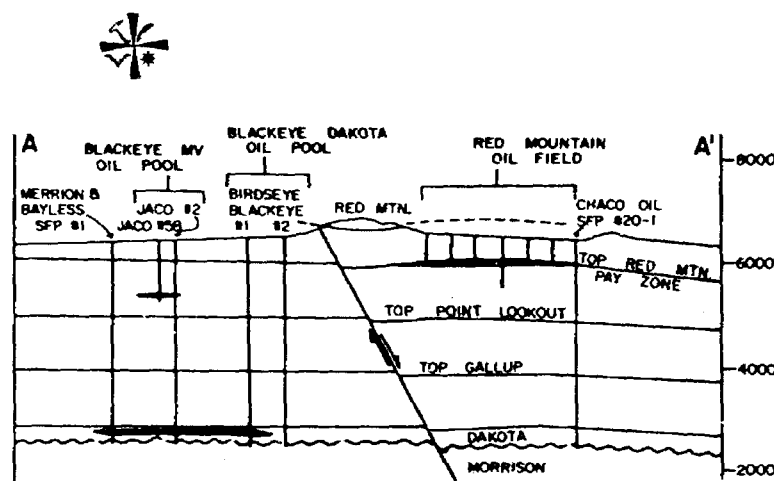 A
BLACKEYE MV
OIL POOL
BLACKEYE DAKOTA
OIL POOL
RED MOUNTAIN
OIL FIELD
A'
8000
MERRION &
BAYLESS
SFP #1
JACO #2
JACO #5B
BIRDSEYE
BLACKEYE
#1 #2
RED MTN.
CHACO OIL
SFP #20-1
TOP RED MTN.
PAY ZONE
6000
TOP POINT LOOKOUT
TOP GALLUP
4000
DAKOTA
MORRISON
2000